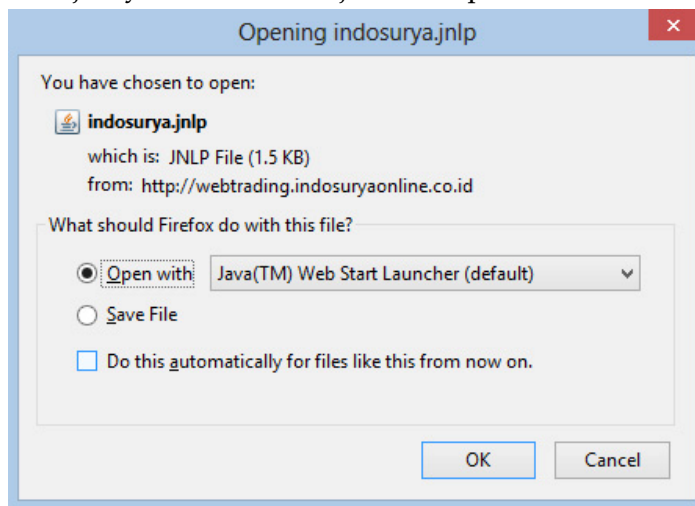 Opening indosurya.jnlp
You have chosen to open:
indosurya.jnlp
which is: JNLP File (1.5 KB)
from: http://webtrading.indosuryaonline.co.id
What should Firefox do with this file?
Open with Java(TM) Web Start Launcher (default)
Save File
Do this automatically for files like this from now on.
OK Cancel